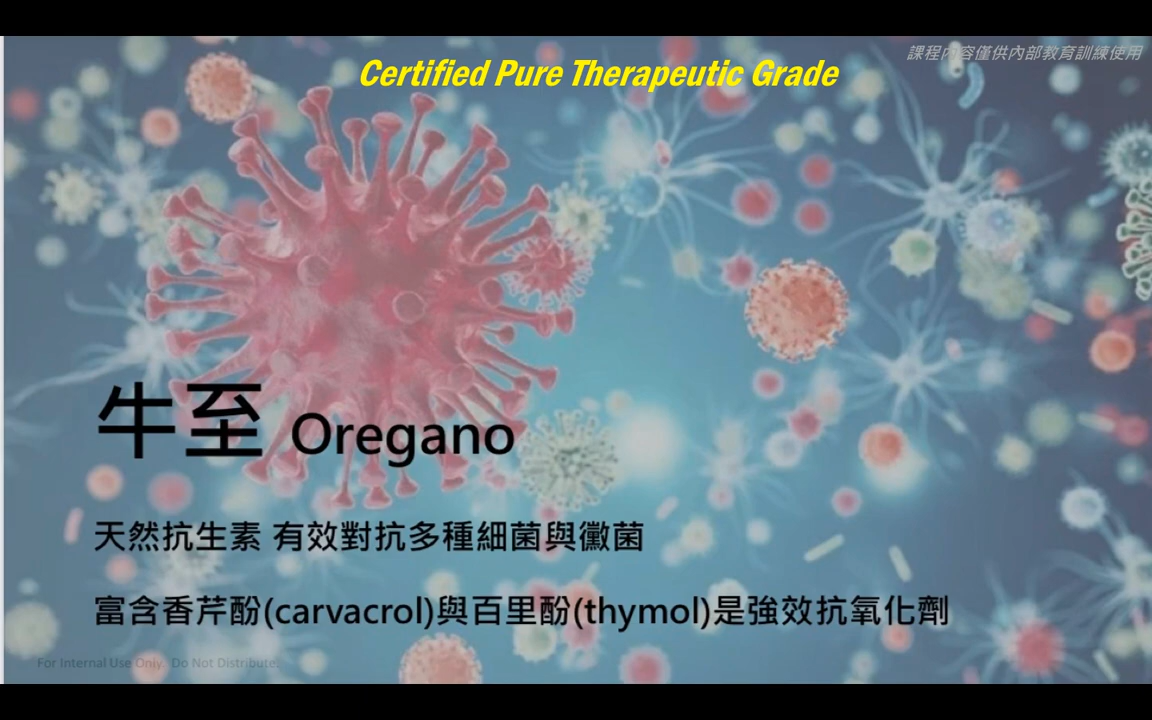 課程內容僅供內部教育訓練使用
Certified Pure Therapeutic Grade
牛至 Oregano
天然抗生素 有效對抗多種細菌與黴菌
富含香芹酚(carvacrol)與百里酚(thymol)是強效抗氧化劑
For Internal Use Only. Do Not Distribute.